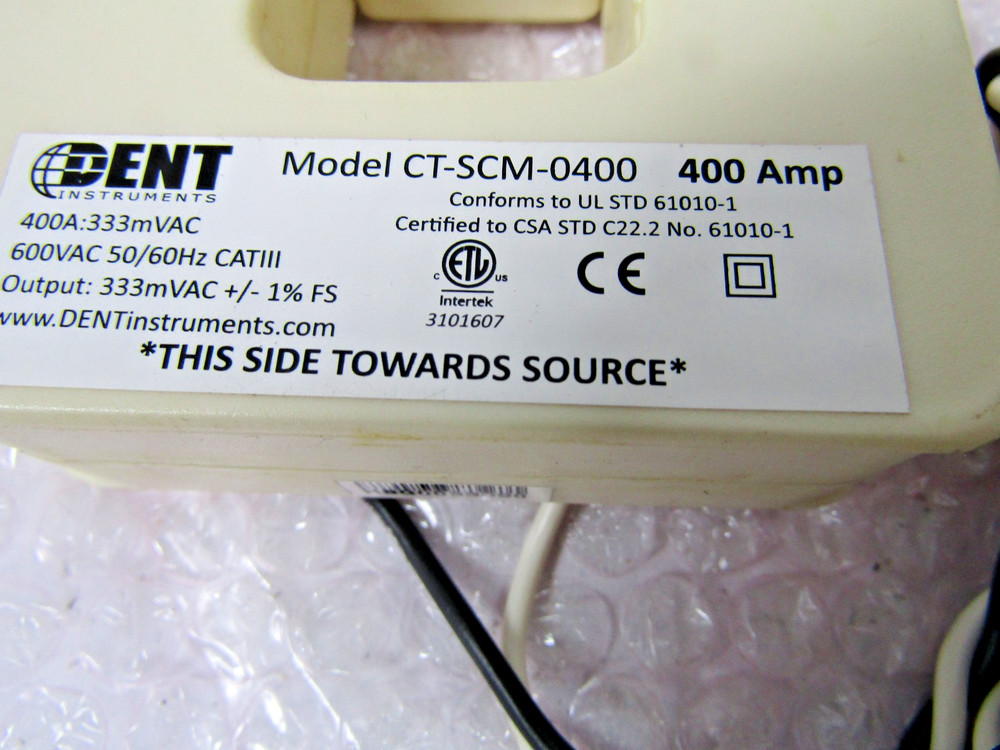 DENT
INSTRUMENTS
Model CT-SCM-0400 400 Amp
Conforms to UL STD 61010-1
Certified to CSA STD C22.2 No. 61010-1
400A:333mVAC
600VAC 50/60Hz CATIII
Output: 333mVAC +/- 1% FS
www.DENTinstruments.com
C ETL US
Intertek
3101607
CE
*THIS SIDE TOWARDS SOURCE*